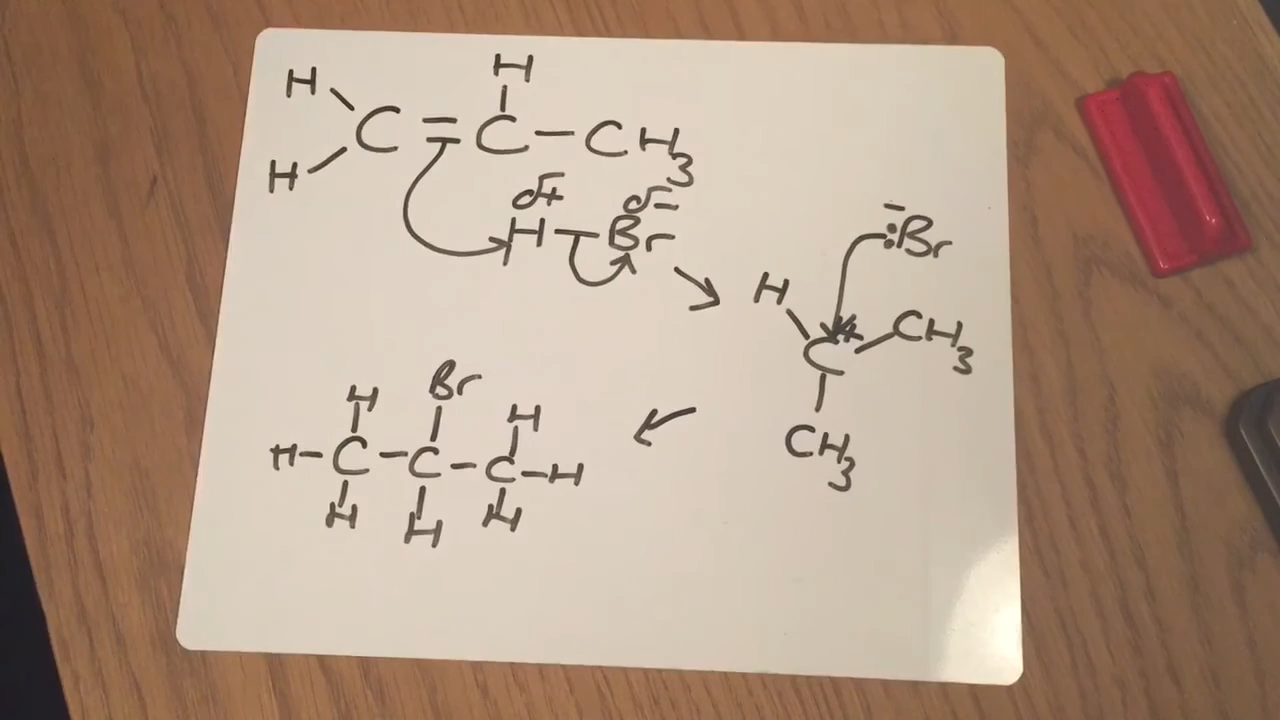 H
H
C = C - CH3
H
δ+ δ-
H - Br
:Br
-
H
C+
CH3
CH3
H Br H
H - C - C - C - H
H H H